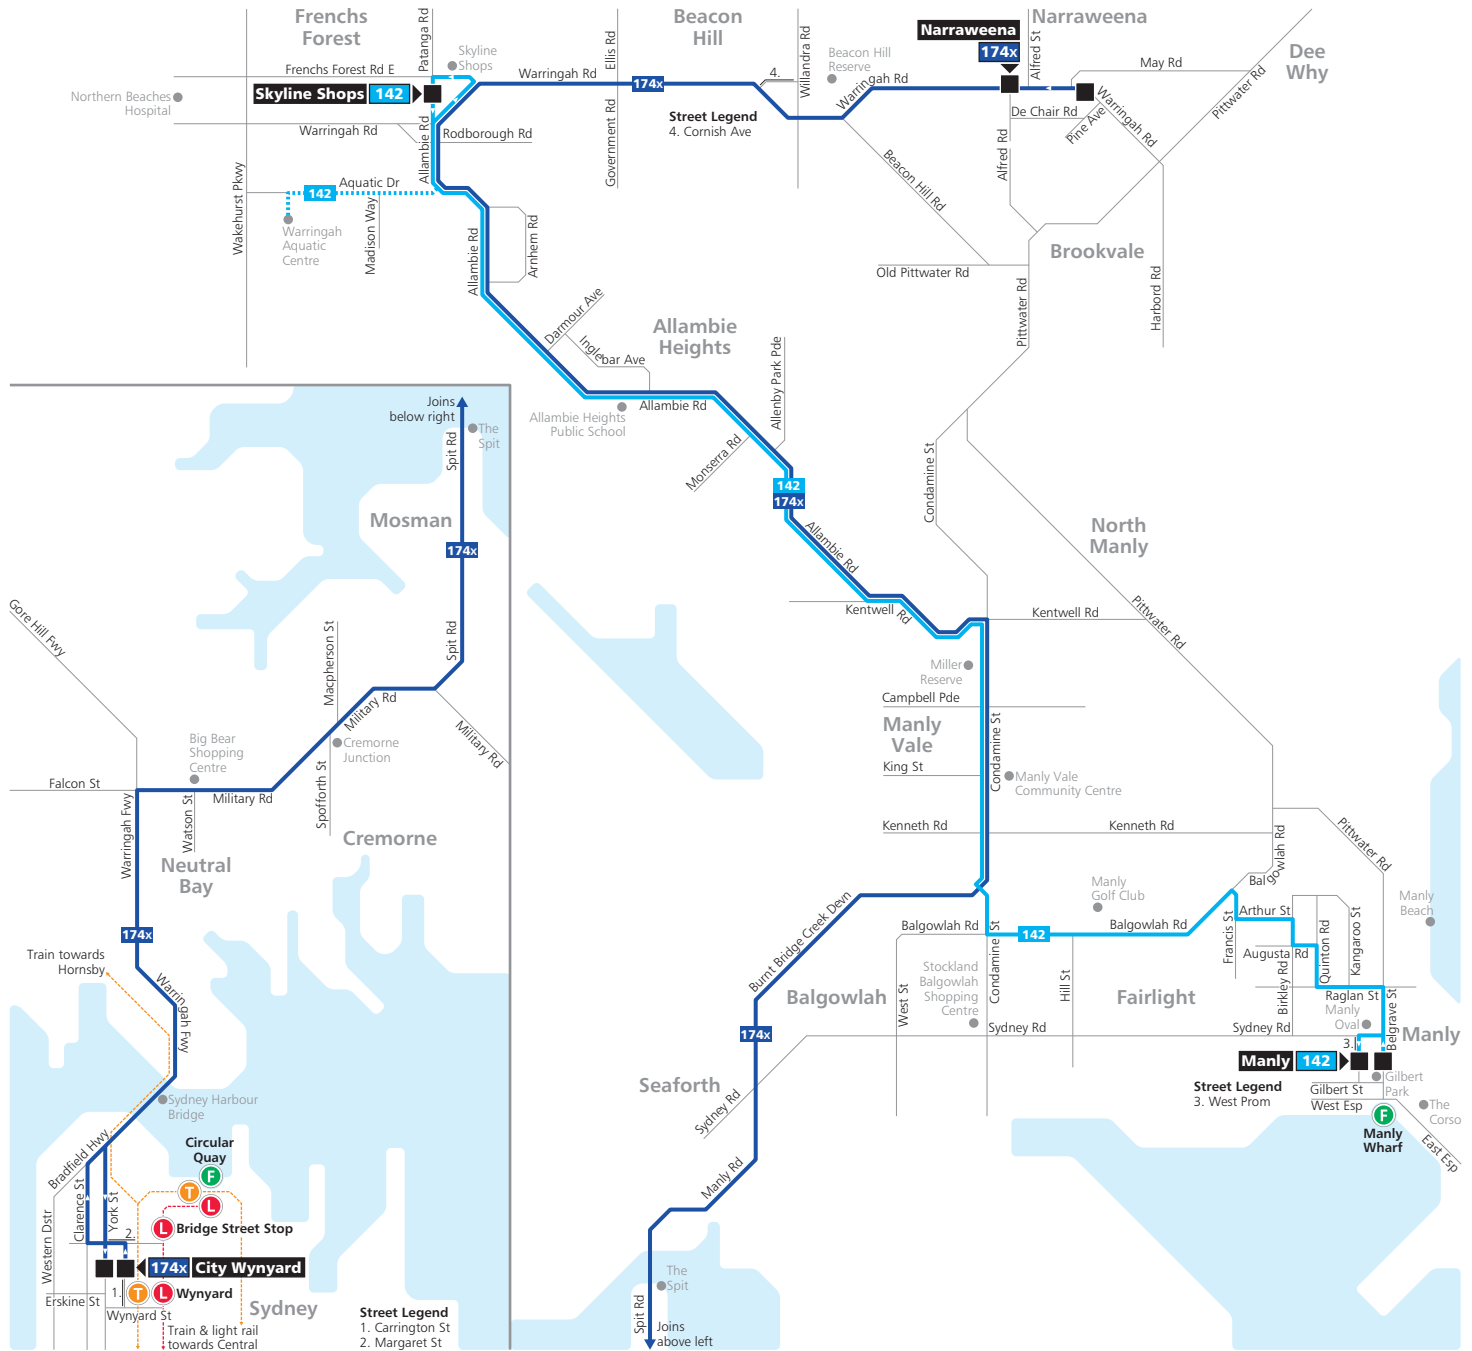 Frenchs
Forest
Patanga Rd
Skyline
Shops
Ellis Rd
Beacon
Hill
Willandra Rd
Narraweena
174x
Alfred St
Narraweena
Dee
Why
May Rd
Pittwater Rd
Frenchs Forest Rd E
Warringah Rd
174x
4.
Beacon Hill
Reserve
Warringah Rd
Northern Beaches
Hospital
Skyline Shops
142
Street Legend
4. Cornish Ave
De Chair Rd
Pine Ave
Warringah Rd
Warringah Rd
Allambie Rd
Rodborough Rd
Government Rd
Alfred Rd
Beacon Hill Rd
Wakehurst Pkwy
142
Aquatic Dr
Madison Way
Warringah
Aquatic
Centre
Allambie Rd
Arnhem Rd
Brookvale
Old Pittwater Rd
Pittwater Rd
Harbord Rd
Darmour Ave
Inglebar Ave
Allambie
Heights
Allenby Park Pde
Allambie Heights
Public School
Allambie Rd
Monserra Rd
142
174x
Condamine St
North
Manly
Allambie Rd
Kentwell Rd
Kentwell Rd
Pittwater Rd
Miller
Reserve
Campbell Pde
Manly
Vale
Condamine St
King St
Manly Vale
Community Centre
Kenneth Rd
Kenneth Rd
Balgowlah Rd
Pittwater Rd
Manly
Golf Club
Manly
Beach
Burnt Bridge Creek Devn
Balgowlah Rd
142
Balgowlah Rd
Francis St
Arthur St
Augusta Rd
Quinton Rd
Kangaroo St
Stockland
Balgowlah
Shopping
Centre
Condamine St
West St
Hill St
Balgowlah
Fairlight
Birkley Rd
Raglan St
Manly
Oval
Belgrave St
Manly
174x
Sydney Rd
Sydney Rd
3.
Manly
142
Seaforth
Sydney Rd
Street Legend
3. West Prom
Gilbert St
West Esp
Gilbert
Park
The
Corso
F
Manly
Wharf
East Esp
Manly Rd
The
Spit
Spit Rd
Joins
above left
Joins
below right
Spit Rd
The
Spit
Mosman
174x
Gore Hill Fwy
Macpherson St
Spit Rd
Military Rd
Military Rd
Big Bear
Shopping
Centre
Cremorne
Junction
Falcon St
Watson St
Military Rd
Spofforth St
Warringah Fwy
Neutral
Bay
Cremorne
174x
Train towards
Hornsby
Warringah Fwy
Sydney Harbour
Bridge
Bradfield Hwy
Circular
Quay
F
T
L
L
Bridge Street Stop
Clarence St
York St
Western Dstr
2.
174x
City Wynyard
1.
T
L
Wynyard
Erskine St
Wynyard St
Sydney
Train & light rail
towards Central
Street Legend
1. Carrington St
2. Margaret St